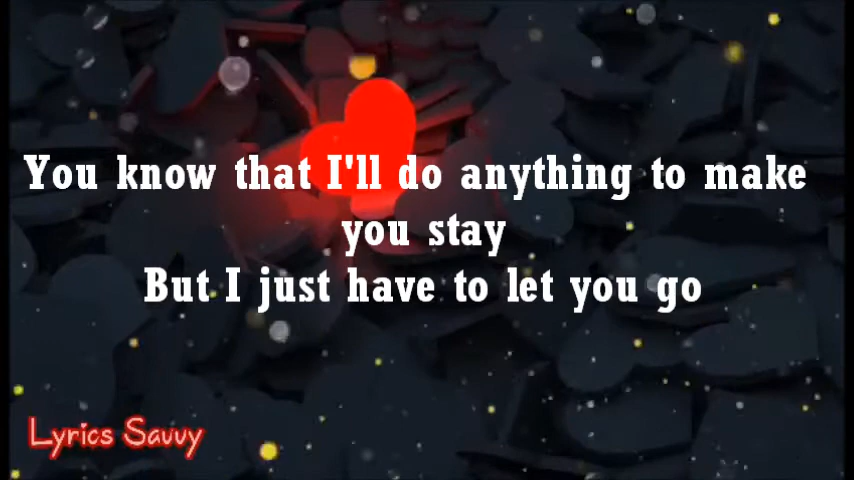 You know that I'll do anything to make
you stay
But I just have to let you go
Lyrics Savvy